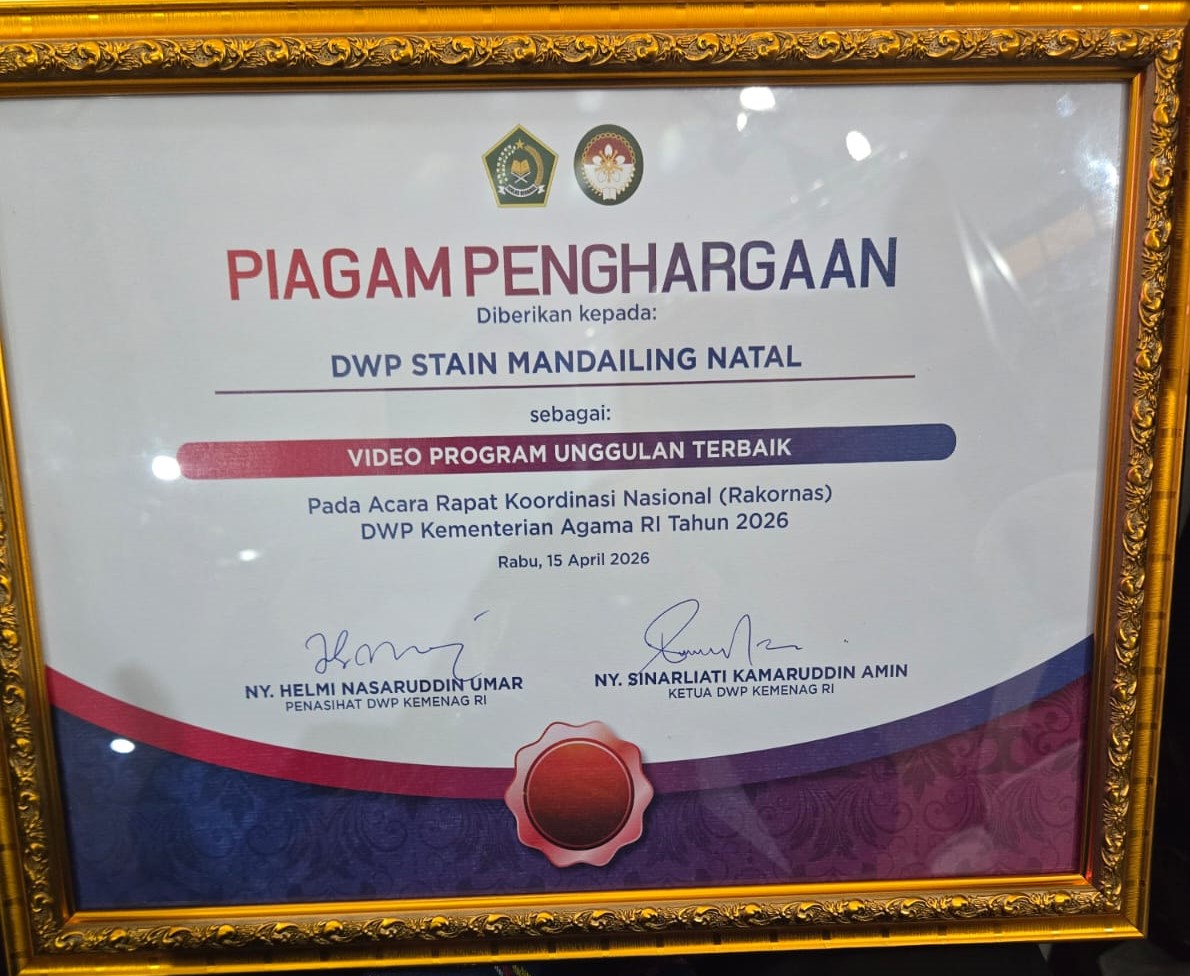 PIAGAM PENGHARGAAN
Diberikan kepada:
DWP STAIN MANDAILING NATAL
sebagai:
VIDEO PROGRAM UNGGULAN TERBAIK
Pada Acara Rapat Koordinasi Nasional (Rakornas)
DWP Kementerian Agama RI Tahun 2026
Rabu, 15 April 2026
NY. HELMI NASARUDDIN UMAR
PENASIHAT DWP KEMENAG RI
NY. SINARLIATI KAMARUDDIN AMIN
KETUA DWP KEMENAG RI